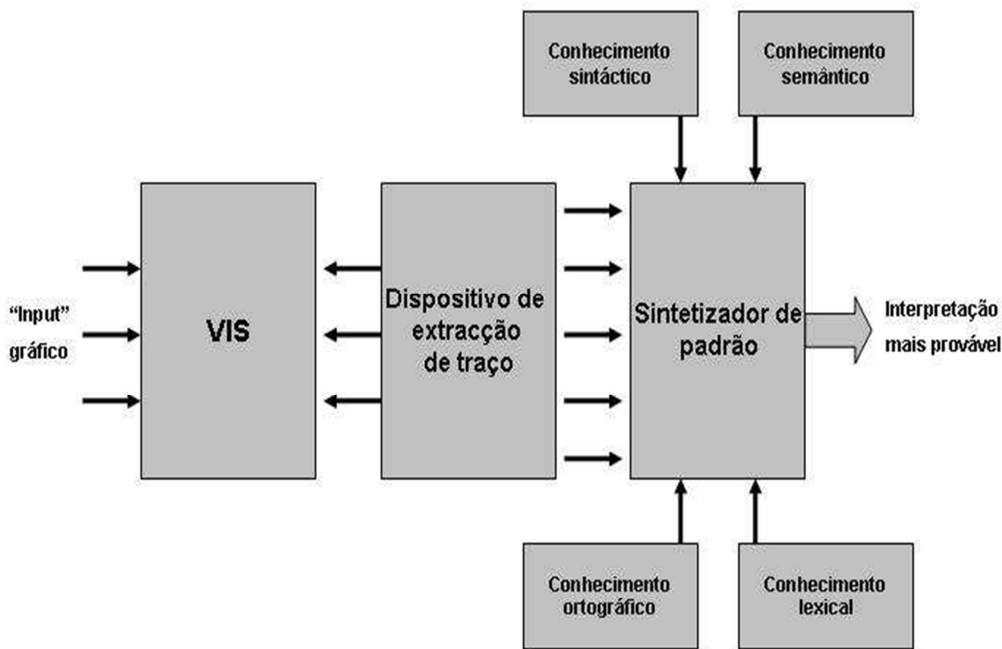 Conhecimento
sintáctico
Conhecimento
semântico
“Input”
gráfico
VIS
Dispositivo de
extracção
de traço
Sintetizador de
padrão
Interpretação
mais provável
Conhecimento
ortográfico
Conhecimento
lexical